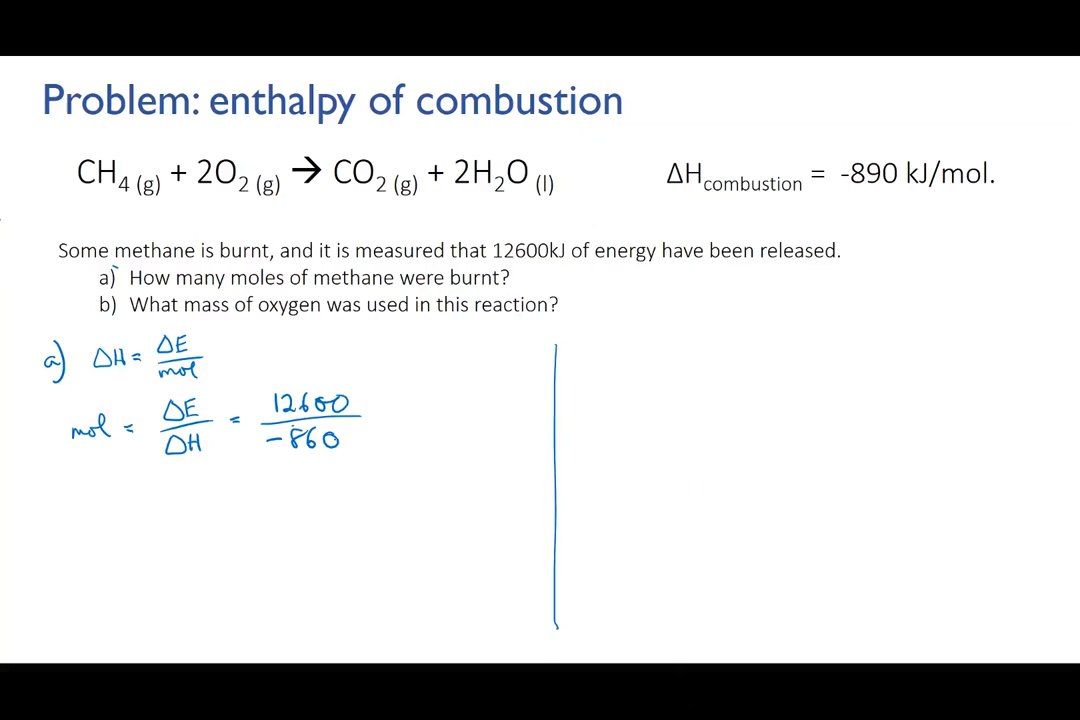 Problem: enthalpy of combustion
CH₄ (g) + 2O₂ (g) → CO₂ (g) + 2H₂O (l) ΔHcombustion = -890 kJ/mol.
Some methane is burnt, and it is measured that 12600kJ of energy have been released.
a) How many moles of methane were burnt?
b) What mass of oxygen was used in this reaction?
a) ΔH = ΔE/mol
mol = ΔE/ΔH = 12600/-860